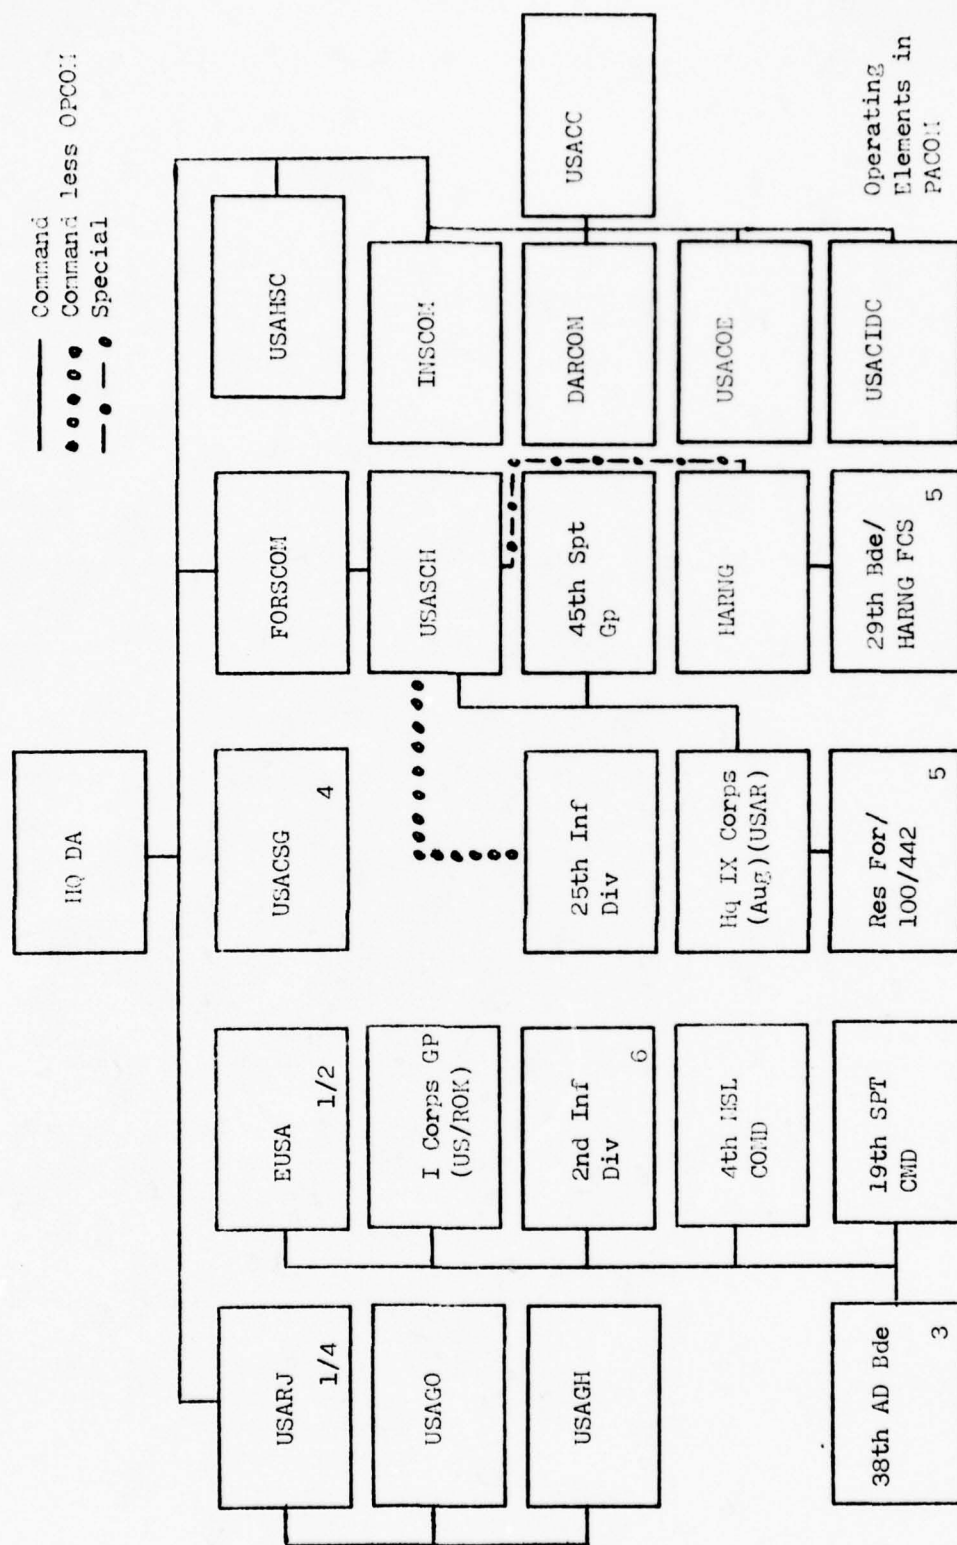 HQ DA
Command
Command less OPCOM
Special
USARJ
1/4
EUSA
1/2
USACSG
4
FORSCOM
USAHSC
USAGO
I Corps GP
(US/ROK)
USASCH
INSCOM
USAGH
2nd Inf
Div
6
25th Inf
Div
45th Spt
Gp
DARCOM
USACC
4th MSL
COMD
Hq IX Corps
(Aug)(USAR)
HARNG
USACOE
38th AD Bde
3
19th SPT
CMD
Res For/
100/442
5
29th Bde/
HARNG FCS
5
USACIDC
Operating
Elements in
PACOM